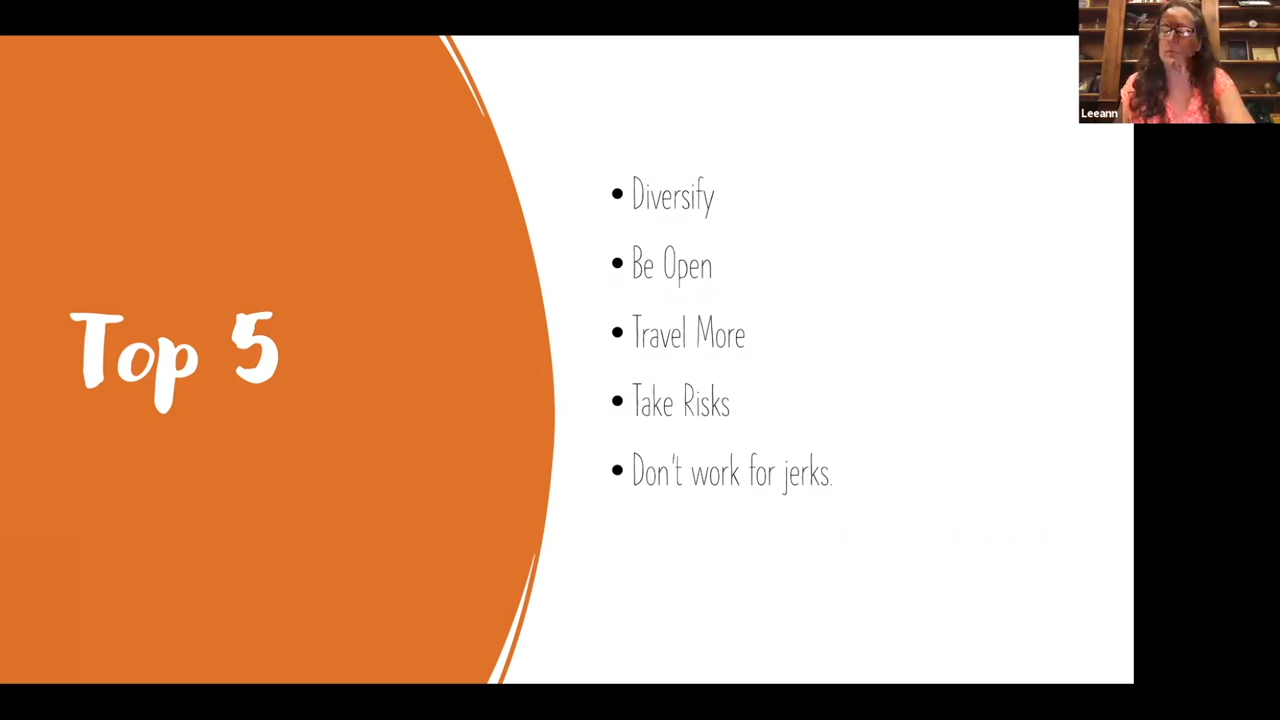 Top 5
• Diversify
• Be Open
• Travel More
• Take Risks
• Don't work for jerks.
Leeann